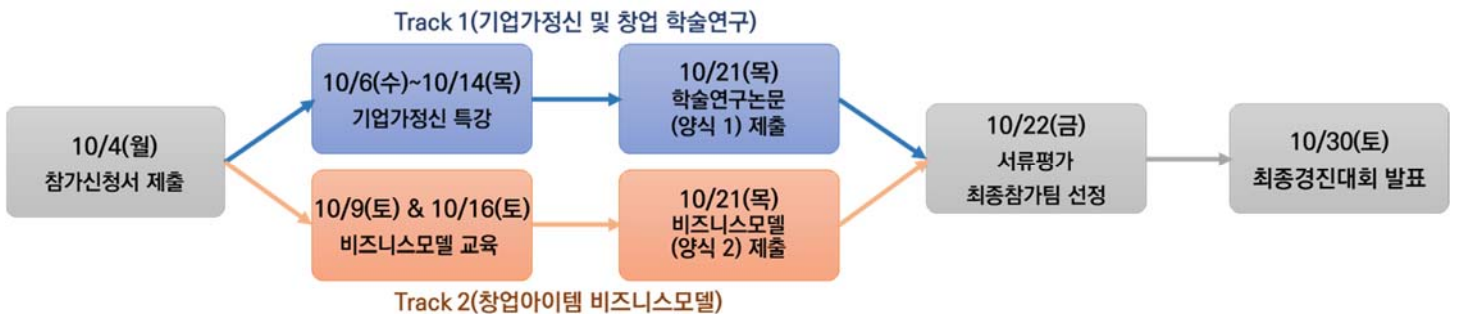 Track 1(기업가정신 및 창업 학술연구)
10/4(월)
참가신청서 제출
10/6(수)~10/14(목)
기업가정신 특강
10/21(목)
학술연구논문
(양식 1) 제출
10/9(토) & 10/16(토)
비즈니스모델 교육
10/21(목)
비즈니스모델
(양식 2) 제출
10/22(금)
서류평가
최종참가팀 선정
10/30(토)
최종경진대회 발표
Track 2(창업아이템 비즈니스모델)